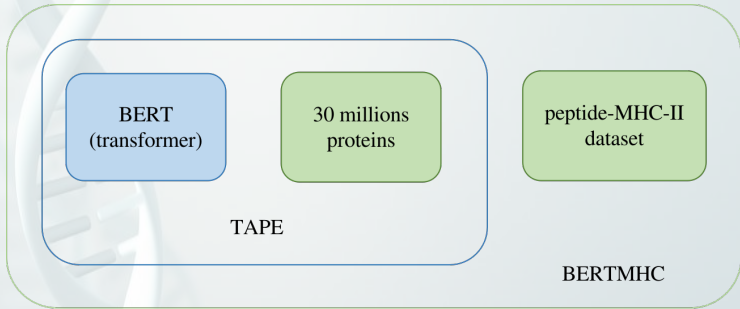 BERT
(transformer)
30 millions
proteins
peptide-MHC-II
dataset
TAPE
BERTMHC